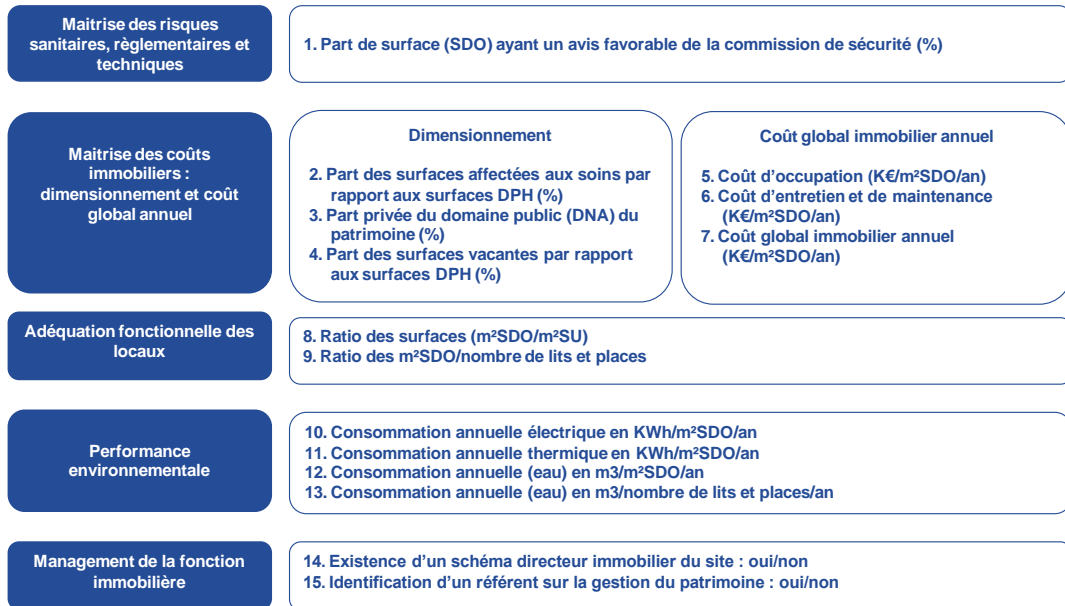 Maitrise des risques
sanitaires, règlementaires et
techniques
1. Part de surface (SDO) ayant un avis favorable de la commission de sécurité (%)
Maitrise des coûts
immobiliers :
dimensionnement et coût
global annuel
Dimensionnement
2. Part des surfaces affectées aux soins par
rapport aux surfaces DPH (%)
3. Part privée du domaine public (DNA) du
patrimoine (%)
4. Part des surfaces vacantes par rapport
aux surfaces DPH (%)
Coût global immobilier annuel
5. Coût d'occupation (K€/m²SDO/an)
6. Coût d'entretien et de maintenance
(K€/m²SDO/an)
7. Coût global immobilier annuel
(K€/m²SDO/an)
Adéquation fonctionnelle des
locaux
8. Ratio des surfaces (m²SDO/m²SU)
9. Ratio des m²SDO/nombre de lits et places
Performance
environnementale
10. Consommation annuelle électrique en KWh/m²SDO/an
11. Consommation annuelle thermique en KWh/m²SDO/an
12. Consommation annuelle (eau) en m3/m²SDO/an
13. Consommation annuelle (eau) en m3/nombre de lits et places/an
Management de la fonction
immobilière
14. Existence d'un schéma directeur immobilier du site : oui/non
15. Identification d'un référent sur la gestion du patrimoine : oui/non